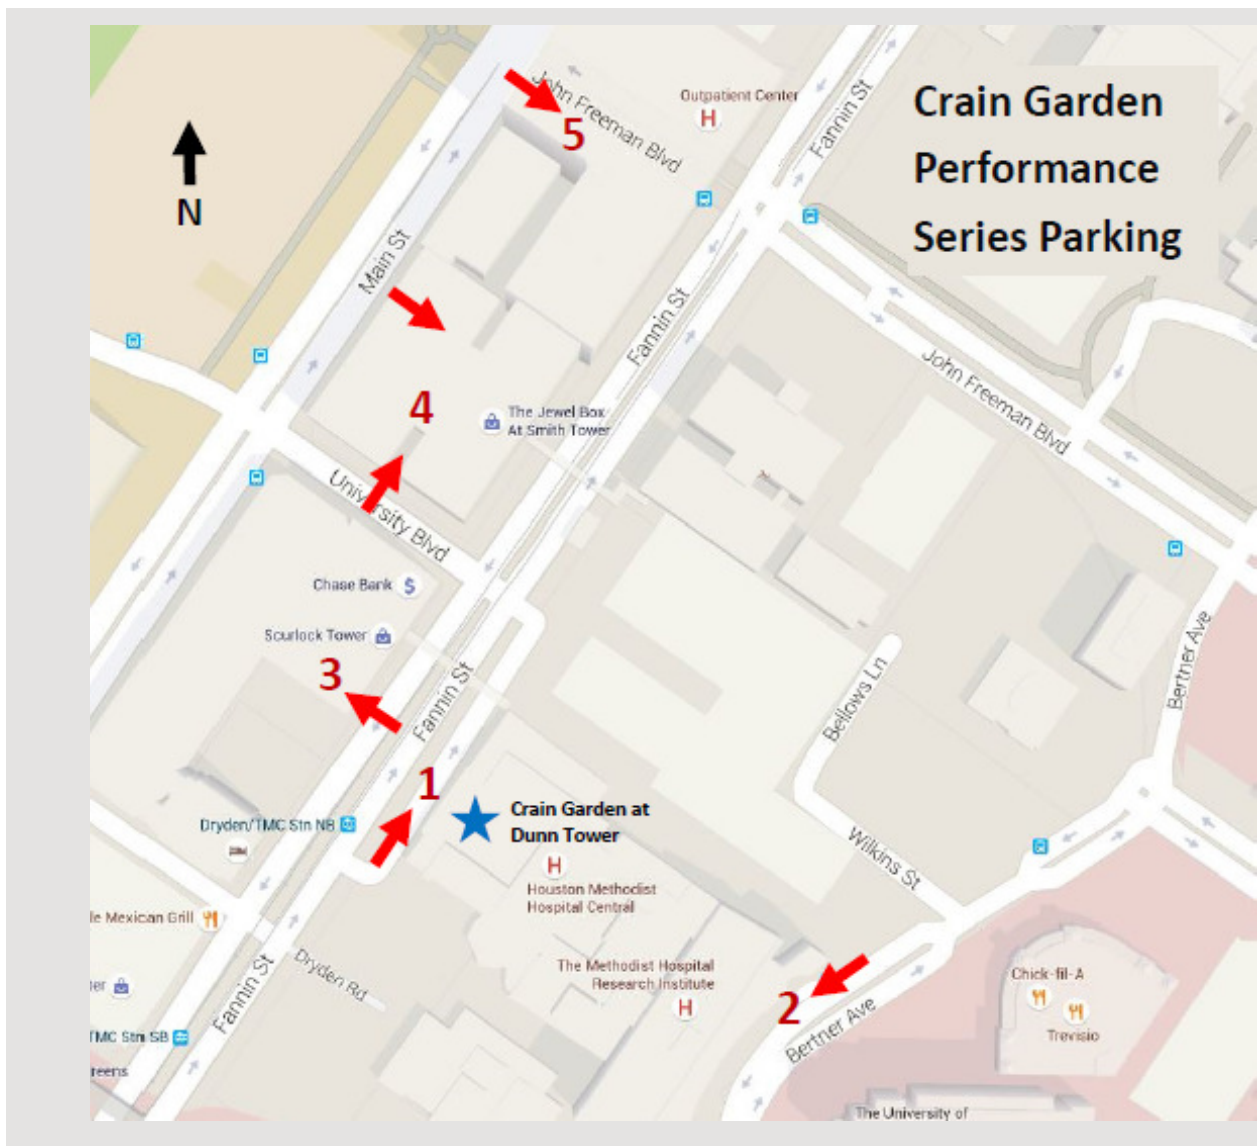 Crain Garden
Performance
Series Parking
N
John Freeman Blvd
5
Outpatient Center
H
Fannin St
Main St
Fannin St
4
The Jewel Box
At Smith Tower
John Freeman Blvd
University Blvd
Chase Bank $
Scurlock Tower
3
Fannin St
Bellows Ln
Bertner Ave
1
Crain Garden at
Dunn Tower
Dryden/TMC Stn NB
H
Houston Methodist
Hospital Central
Wilkins St
le Mexican Grill
Dryden Rd
The Methodist Hospital
Research Institute
H
Chick-fil-A
Trevisio
2
Bertner Ave
Fannin St
TMC Stn SB
reens
The University of